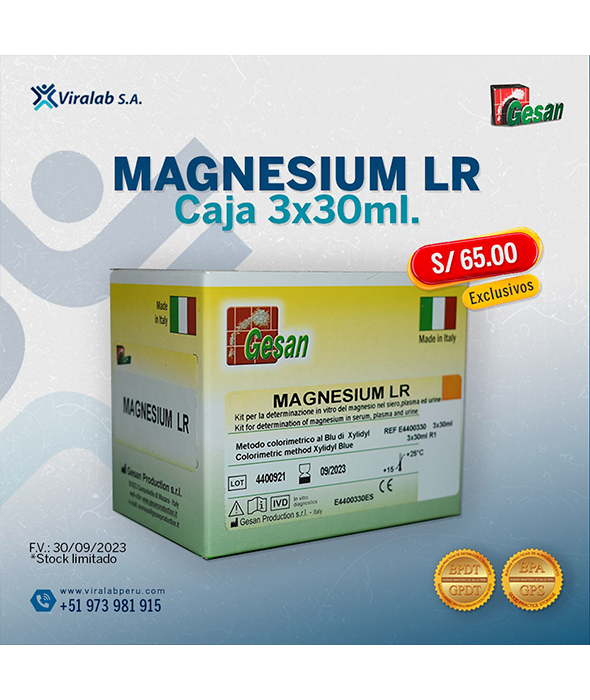 Viralab S.A.
Gesan
MAGNESIUM LR
Caja 3x30ml.
S/ 65.00
Exclusivos
Made
in Italy
Gesan
Made in Italy
MAGNESIUM LR
MAGNESIUM LR
Kit per la determinazione in vitro del magnesio nel siero,plasma ed urine
Kit for determination of magnesium in serum, plasma and urine
Metodo colorimetrico al Blu di Xylidyl
Colorimetric method Xylidyl Blue
REF E4400330 3x30ml
3x30ml R1
LOT 4400921 09/2023
+15 +25°C
IVD In vitro diagnostics
E4400330ES
CE
Gesan Production s.r.l. - Italy
Gesan Production s.r.l.
F.V.: 30/09/2023
*Stock limitado
www.viralabperu.com
+51 973 981 915
BPDT
GPDT
BPA
GPS